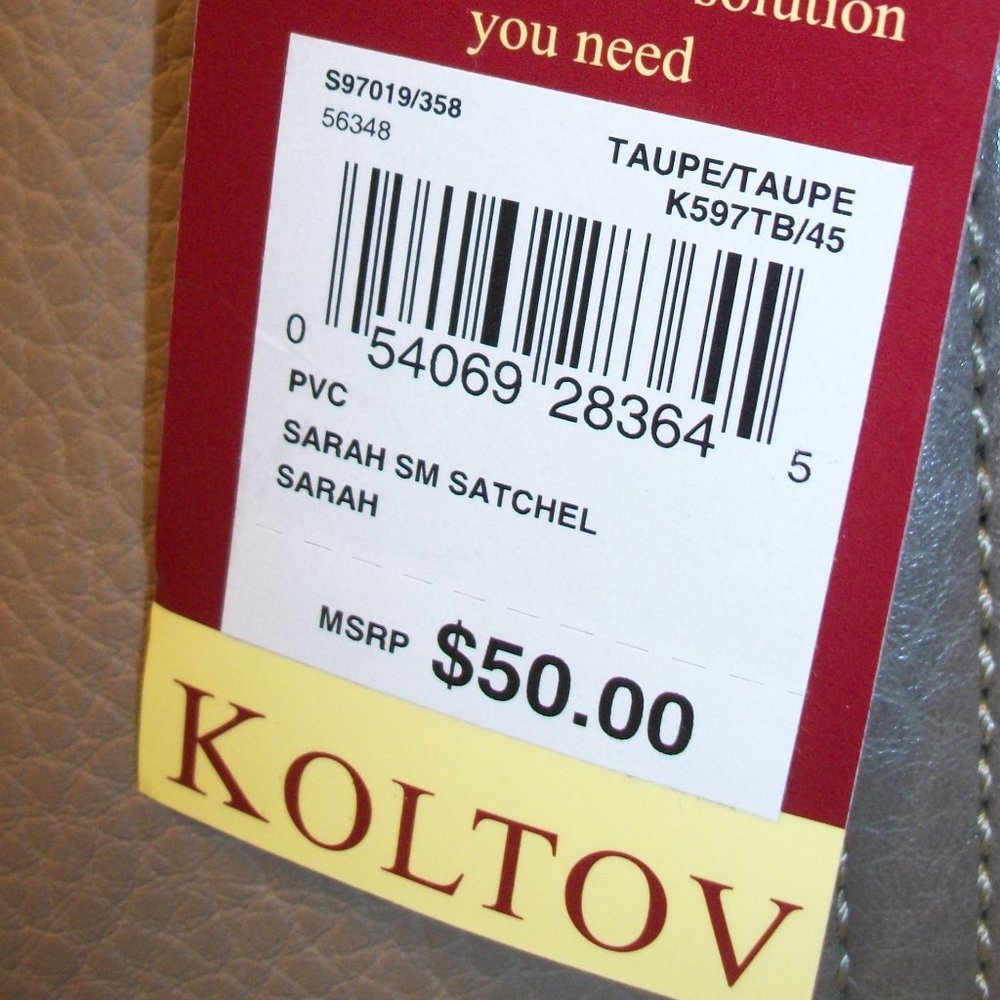 solution
you need
S97019/358
56348
TAUPE/TAUPE
K597TB/45
0 54069 28364 5
PVC
SARAH SM SATCHEL
SARAH
MSRP $50.00
KOLTOV